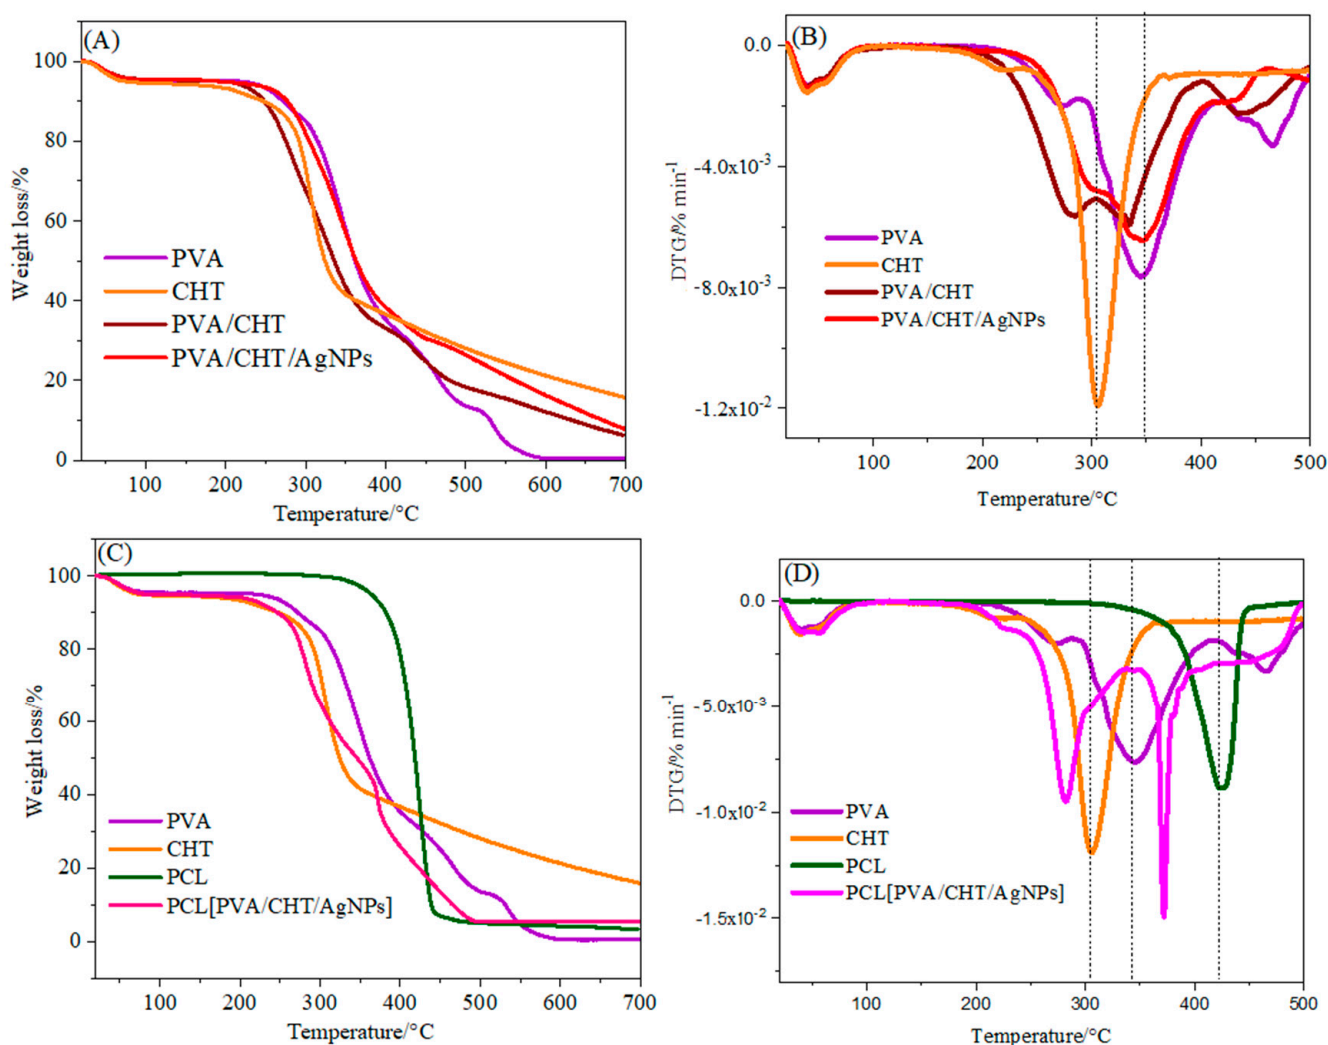 (A)
100
80
60
40
20
0
Weight loss/%
PVA
CHT
PVA/CHT
PVA/CHT/AgNPs
100 200 300 400 500 600 700
Temperature/°C
(B)
0.0
-4.0x10⁻³
-8.0x10⁻³
-1.2x10⁻²
DTG/% min⁻¹
PVA
CHT
PVA/CHT
PVA/CHT/AgNPs
100 200 300 400 500
Temperature/°C
(C)
100
80
60
40
20
0
Weight loss/%
PVA
CHT
PCL
PCL[PVA/CHT/AgNPs]
100 200 300 400 500 600 700
Temperature/°C
(D)
0.0
-5.0x10⁻³
-1.0x10⁻²
-1.5x10⁻²
DTG/% min⁻¹
PVA
CHT
PCL
PCL[PVA/CHT/AgNPs]
100 200 300 400 500
Temperature/°C